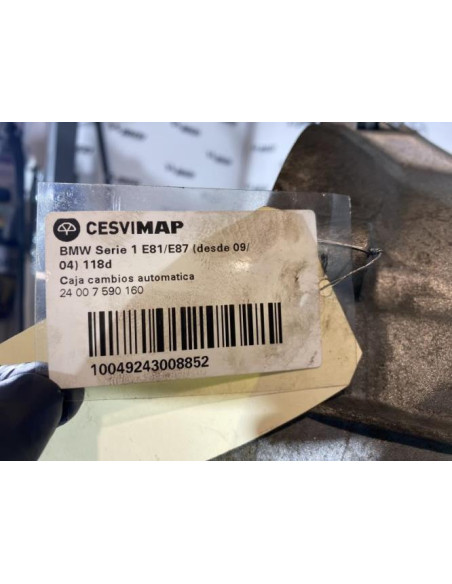 CESVIMAP
BMW Serie 1 E81/E87 (desde 09/
04) 118d
Caja cambios automatica
24 00 7 590 160
10049243008852